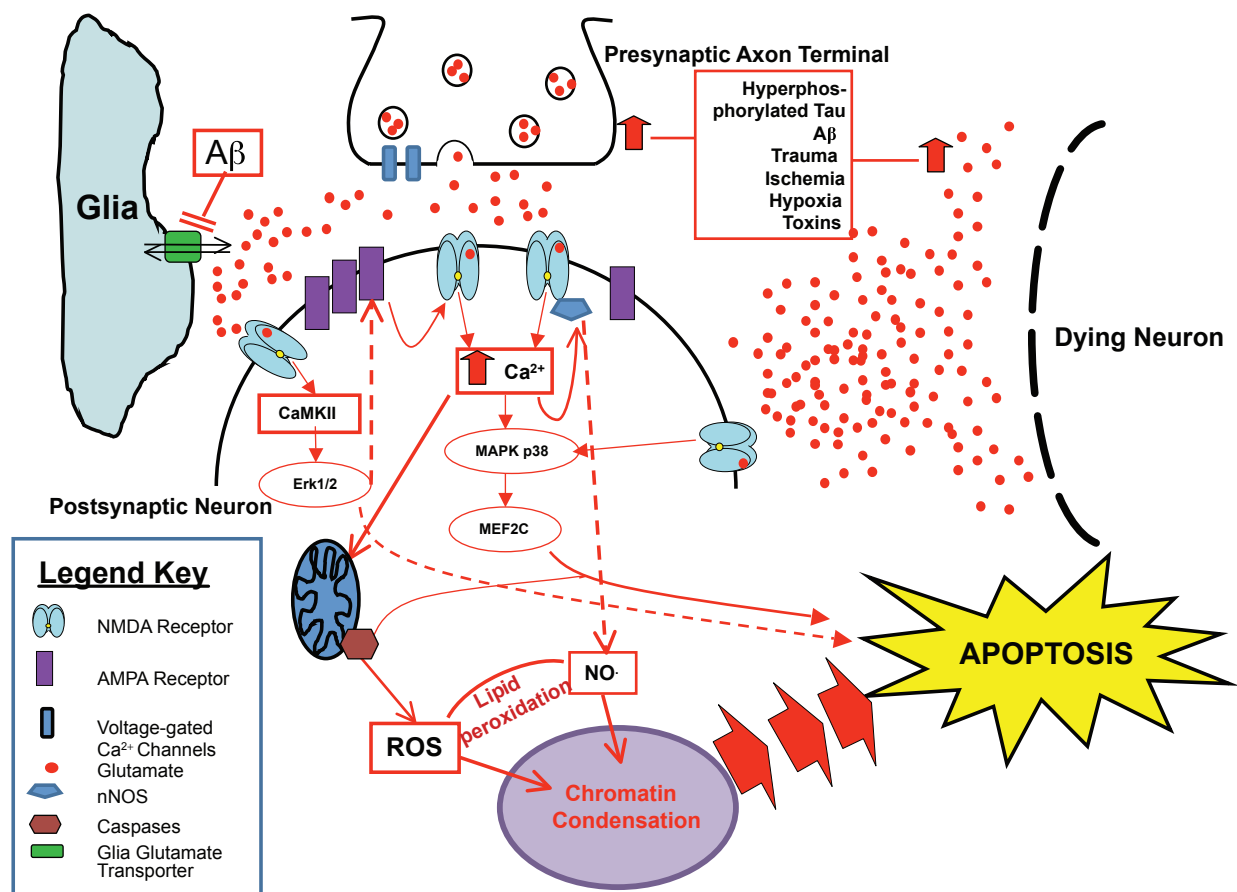 Presynaptic Axon Terminal
Hyperphos-
phorylated Tau
Aβ
Trauma
Ischemia
Hypoxia
Toxins
Aβ
Glia
Dying Neuron
Ca²⁺
CaMKII
MAPK p38
Erk1/2
Postsynaptic Neuron
MEF2C
APOPTOSIS
NO·
Lipid
peroxidation
ROS
Chromatin
Condensation
Legend Key
NMDA Receptor
AMPA Receptor
Voltage-gated
Ca²⁺ Channels
Glutamate
nNOS
Caspases
Glia Glutamate
Transporter